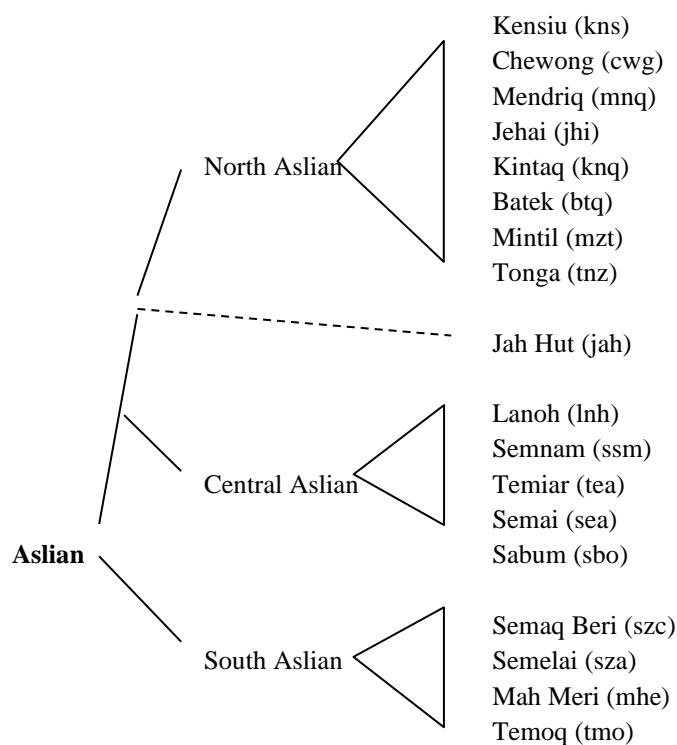 Kensiu (kns)
Chewong (cwg)
Mendriq (mnq)
Jehai (jhi)
North Aslian
Kintaq (knq)
Batek (btq)
Mintil (mzt)
Tonga (tnz)
Jah Hut (jah)
Lanoh (lnh)
Semnam (ssm)
Central Aslian
Temiar (tea)
Semai (sea)
Aslian
Sabum (sbo)
Semaq Beri (szc)
South Aslian
Semelai (sza)
Mah Meri (mhe)
Temoq (tmo)